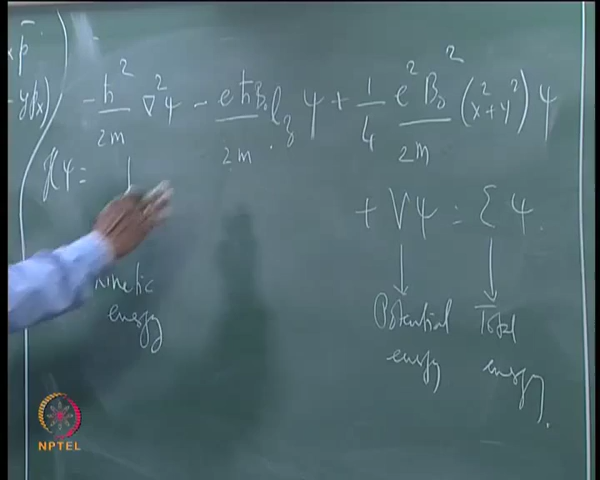 x p̄
- ypₓ)
- ħ²/2m ∇²ψ - eħB₀/2m l_z ψ + 1/4 e²B₀²/2m (x² + y²) ψ
ℋψ =
+ Vψ = Ɛ ψ.
Kinetic energy
Potential energy
Total energy.
NPTEL